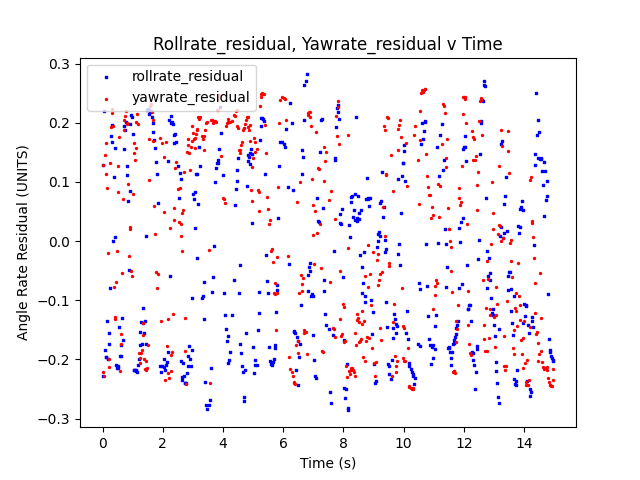 Rollrate_residual, Yawrate_residual v Time
rollrate_residual
yawrate_residual
Angle Rate Residual (UNITS)
0.3
0.2
0.1
0.0
−0.1
−0.2
−0.3
0 2 4 6 8 10 12 14
Time (s)